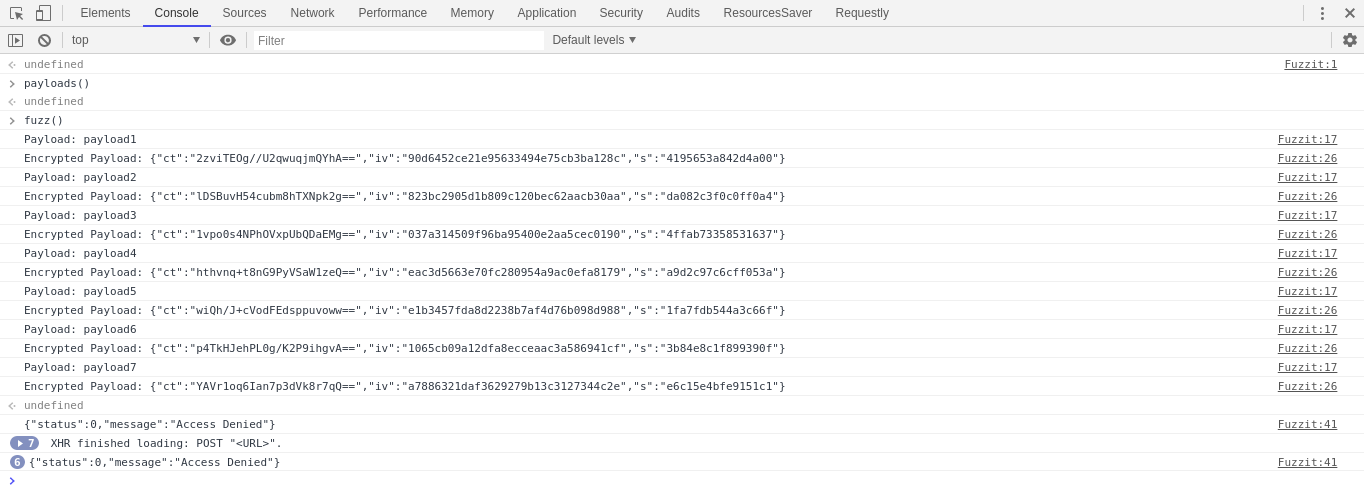 Elements Console Sources Network Performance Memory Application Security Audits ResourcesSaver Requestly
top Filter Default levels
undefined Fuzzit:1
payloads()
undefined
fuzz()
Payload: payload1 Fuzzit:17
Encrypted Payload: {"ct":"2zviTEOg//U2qwuqjmQYhA==","iv":"90d6452ce21e95633494e75cb3ba128c","s":"4195653a842d4a00"} Fuzzit:26
Payload: payload2 Fuzzit:17
Encrypted Payload: {"ct":"lDSBuvH54cubm8hTXNpk2g==","iv":"823bc2905d1b809c120bec62aacb30aa","s":"da082c3f0c0ff0a4"} Fuzzit:26
Payload: payload3 Fuzzit:17
Encrypted Payload: {"ct":"1vpo0s4NPhOVxpUbQDaEMg==","iv":"037a314509f96ba95400e2aa5cec0190","s":"4ffab73358531637"} Fuzzit:26
Payload: payload4 Fuzzit:17
Encrypted Payload: {"ct":"hthvnq+t8nG9PyVSaW1zeQ==","iv":"eac3d5663e70fc280954a9ac0efa8179","s":"a9d2c97c6cff053a"} Fuzzit:26
Payload: payload5 Fuzzit:17
Encrypted Payload: {"ct":"wiQh/J+cVodFEdsppuvoww==","iv":"e1b3457fda8d2238b7af4d76b098d988","s":"1fa7fdb544a3c66f"} Fuzzit:26
Payload: payload6 Fuzzit:17
Encrypted Payload: {"ct":"p4TkHJehPL0g/K2P9ihgvA==","iv":"1065cb09a12dfa8ecceaac3a586941cf","s":"3b84e8c1f899390f"} Fuzzit:26
Payload: payload7 Fuzzit:17
Encrypted Payload: {"ct":"YAVr1oq6Ian7p3dVk8r7qQ==","iv":"a7886321daf3629279b13c3127344c2e","s":"e6c15e4bfe9151c1"} Fuzzit:26
undefined
{"status":0,"message":"Access Denied"} Fuzzit:41
7 XHR finished loading: POST "<URL>".
6 {"status":0,"message":"Access Denied"} Fuzzit:41